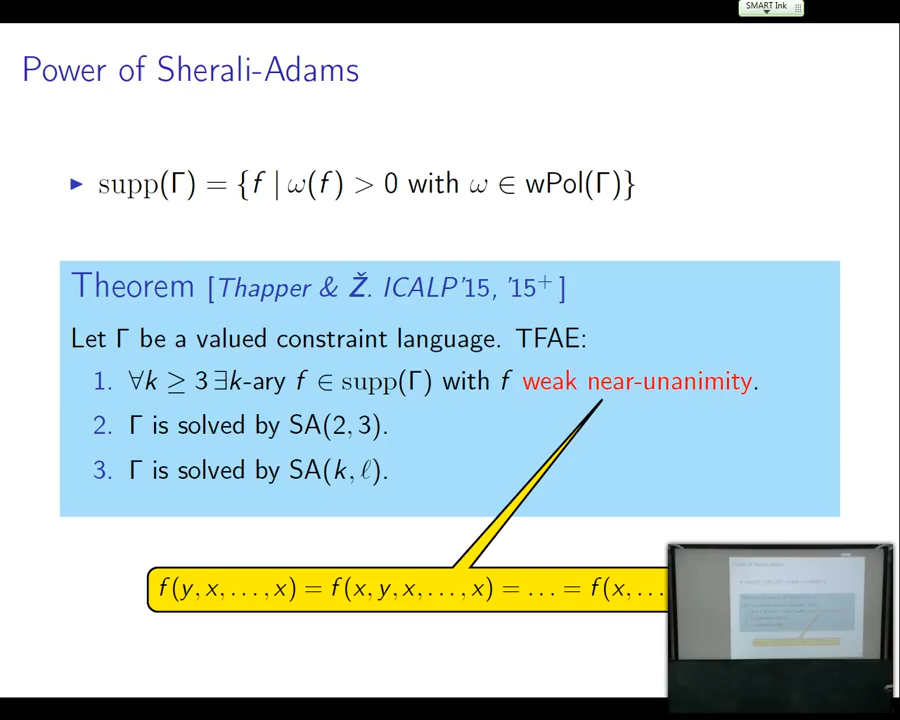 SMART Ink
Power of Sherali-Adams
▶ supp(Γ) = {f | ω(f) > 0 with ω ∈ wPol(Γ)}
Theorem [Thapper & Ž. ICALP'15, '15⁺]
Let Γ be a valued constraint language. TFAE:
1. ∀k ≥ 3 ∃k-ary f ∈ supp(Γ) with f weak near-unanimity.
2. Γ is solved by SA(2, 3).
3. Γ is solved by SA(k, ℓ).
f(y, x, . . . , x) = f(x, y, x, . . . , x) = . . . = f(x, . . .